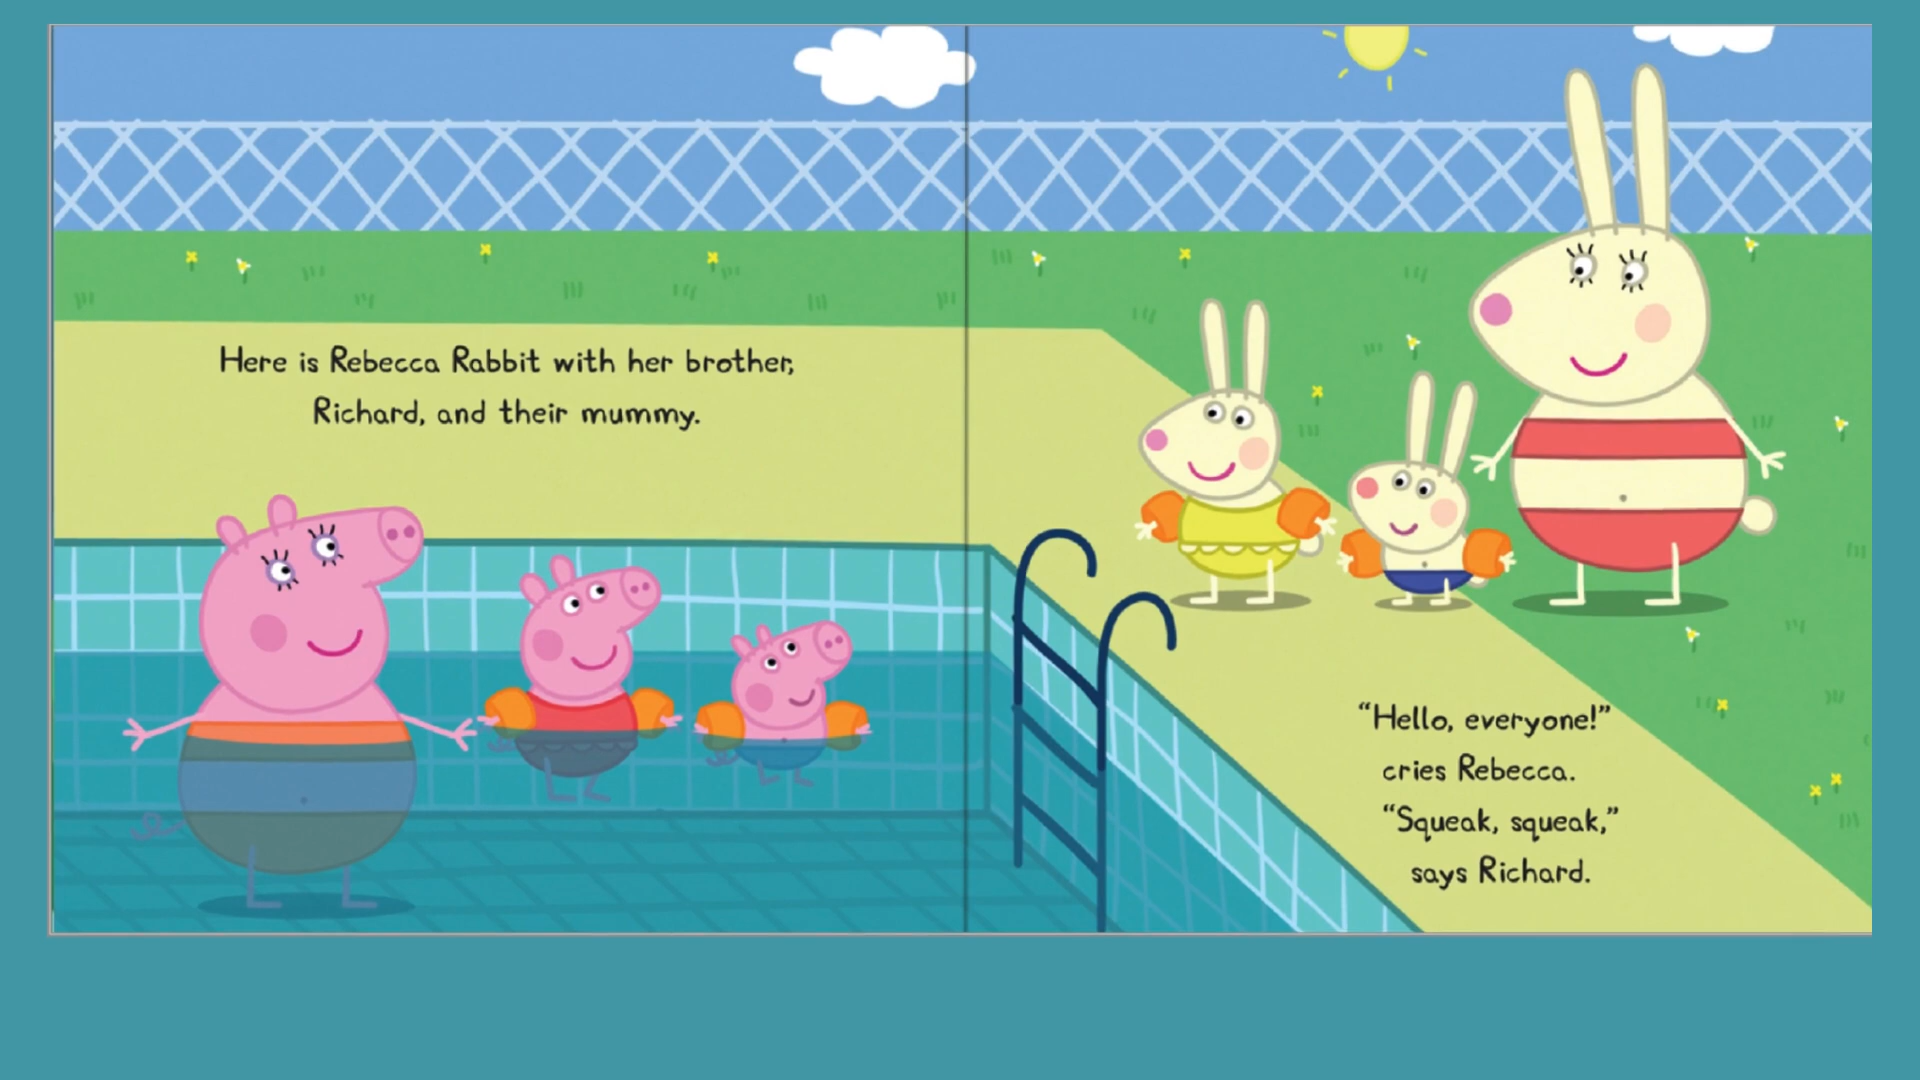 Here is Rebecca Rabbit with her brother,
Richard, and their mummy.
“Hello, everyone!”
cries Rebecca.
“Squeak, squeak,”
says Richard.